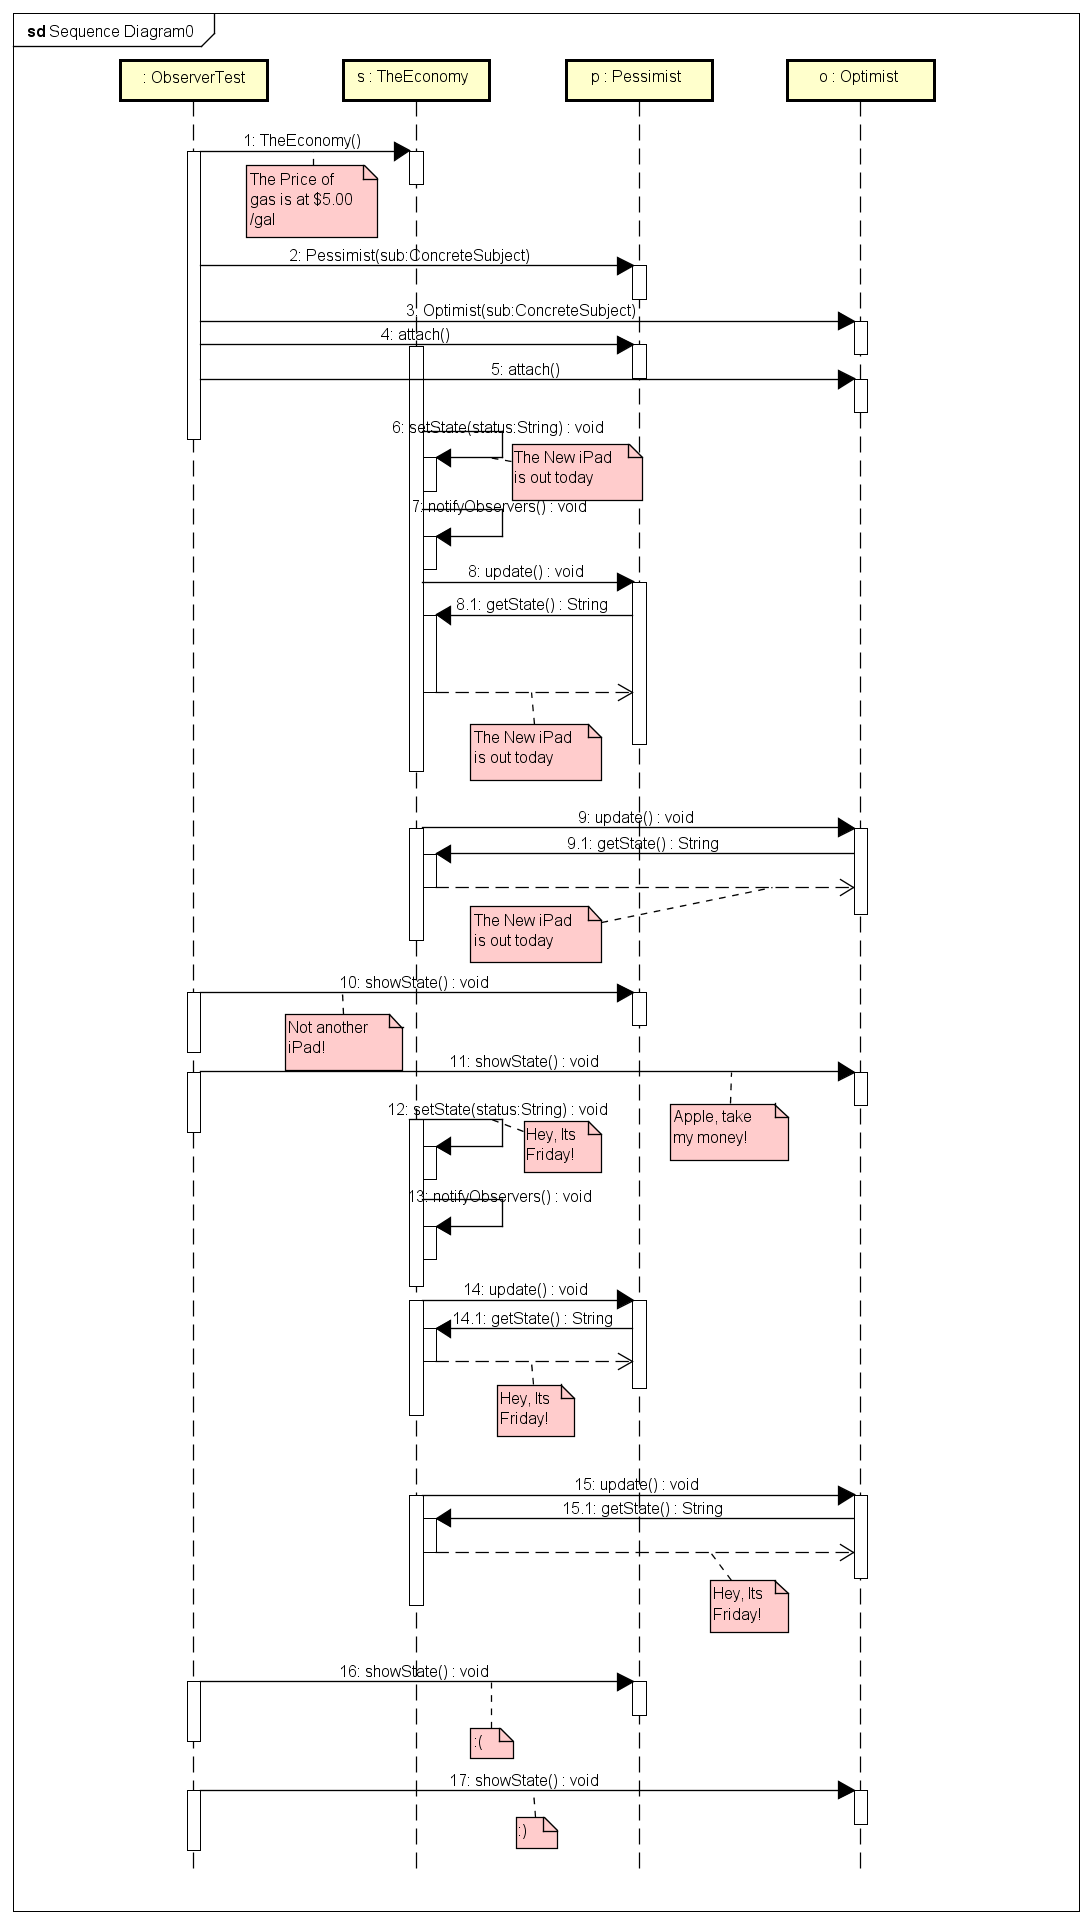 sd Sequence Diagram0
: ObserverTest
s : TheEconomy
p : Pessimist
o : Optimist
1: TheEconomy()
The Price of
gas is at $5.00
/gal
2: Pessimist(sub:ConcreteSubject)
3: Optimist(sub:ConcreteSubject)
4: attach()
5: attach()
6: setState(status:String) : void
The New iPad
is out today
7: notifyObservers() : void
8: update() : void
8.1: getState() : String
The New iPad
is out today
9: update() : void
9.1: getState() : String
The New iPad
is out today
10: showState() : void
Not another
iPad!
11: showState() : void
Apple, take
my money!
12: setState(status:String) : void
Hey, Its
Friday!
13: notifyObservers() : void
14: update() : void
14.1: getState() : String
Hey, Its
Friday!
15: update() : void
15.1: getState() : String
Hey, Its
Friday!
16: showState() : void
:(
17: showState() : void
:)